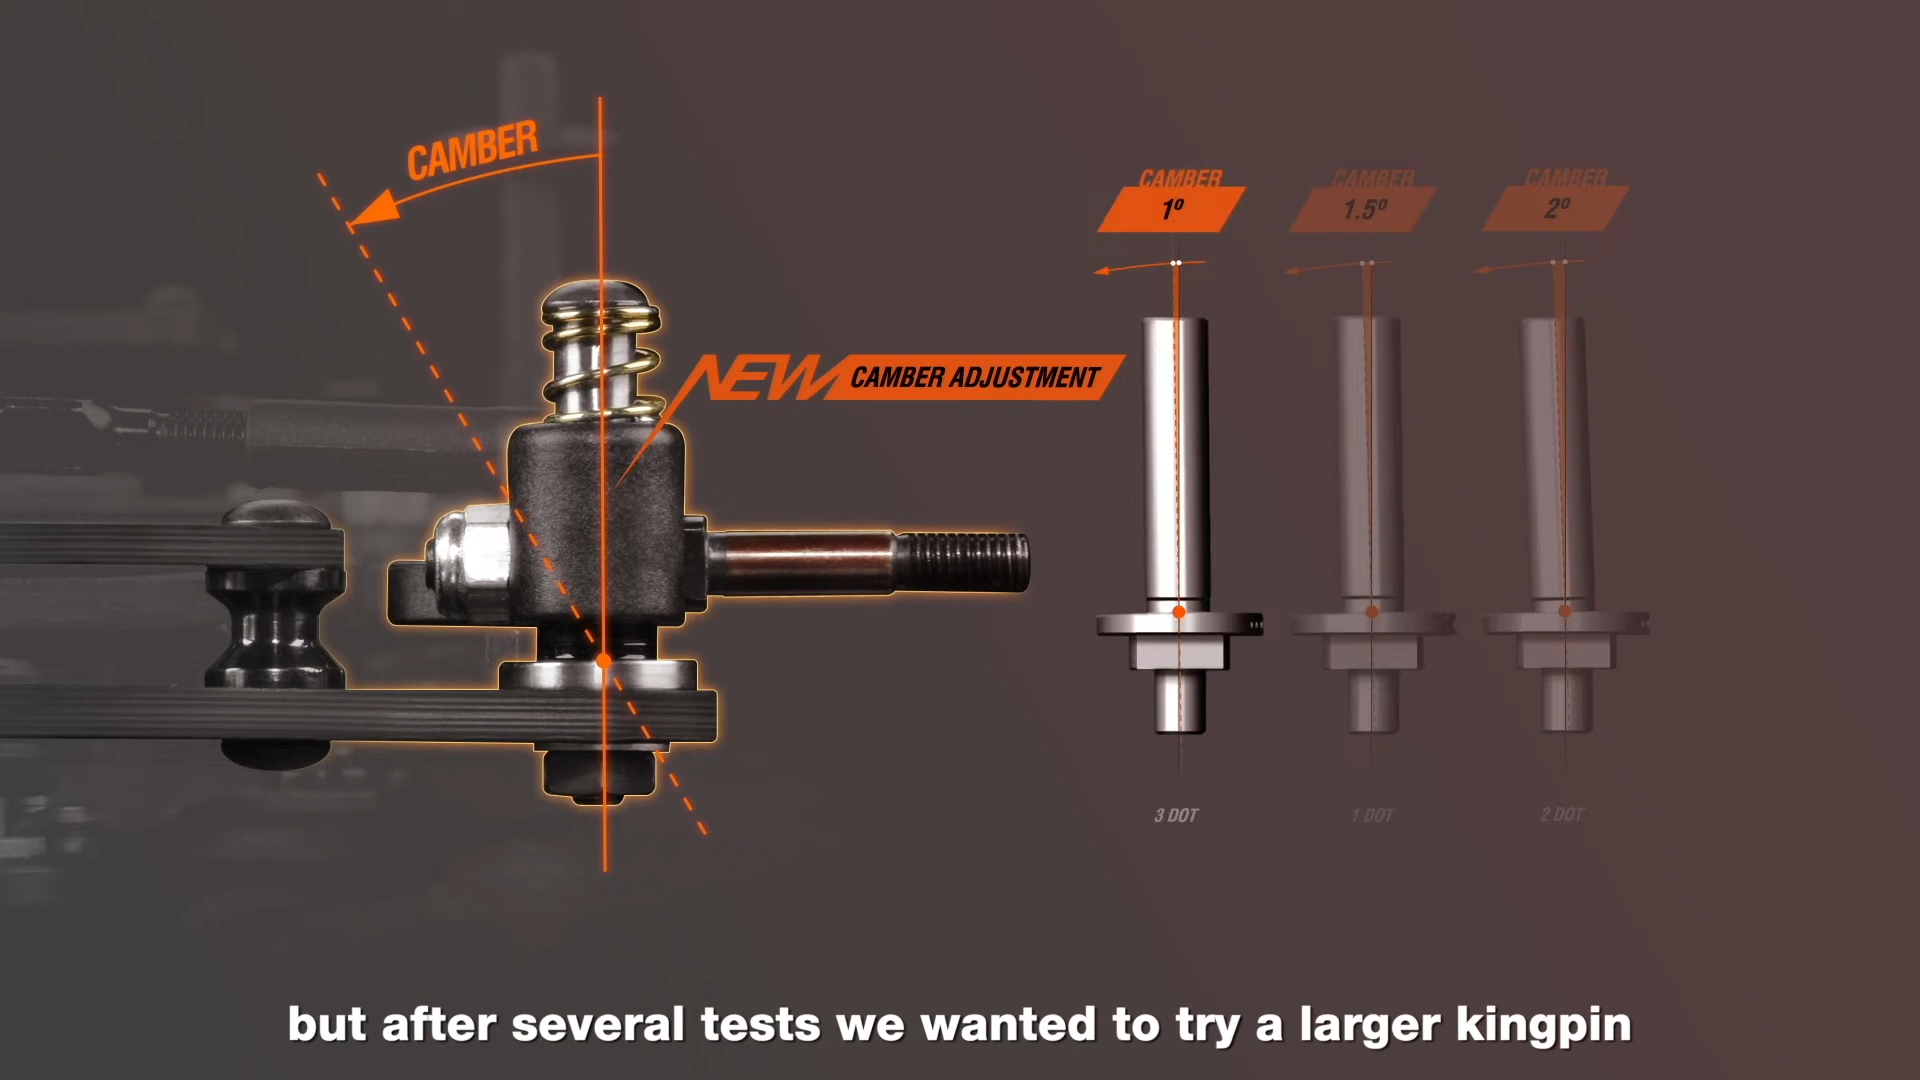 CAMBER
NEW CAMBER ADJUSTMENT
CAMBER
1º
CAMBER
1.5º
CAMBER
2º
3 DOT
1 DOT
2 DOT
but after several tests we wanted to try a larger kingpin